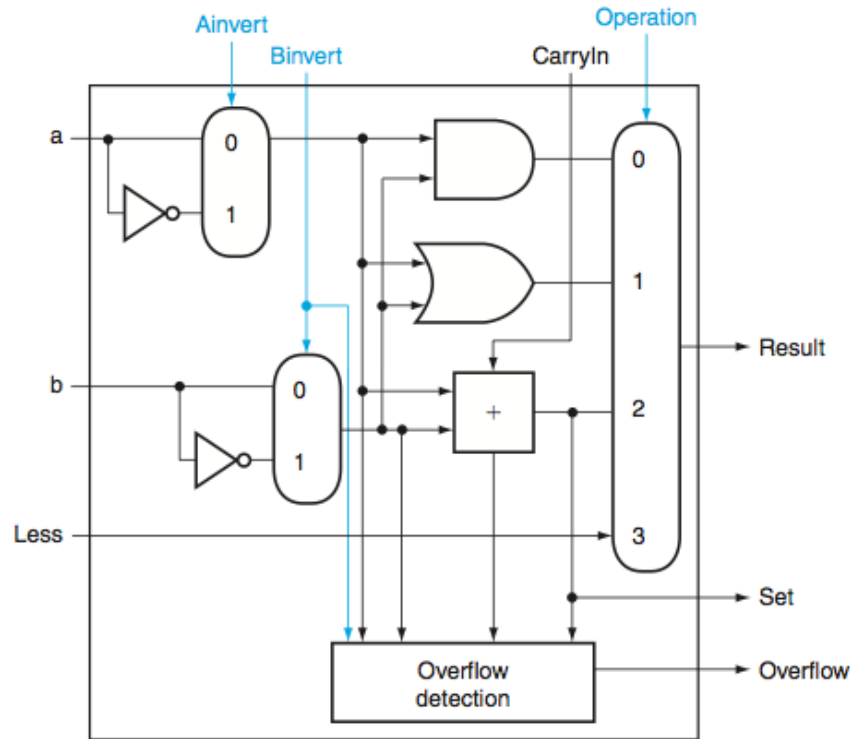 Ainvert
Operation
Binvert
CarryIn
a
0
0
1
1
b
0
Result
+
2
1
Less
3
Set
Overflow
detection
Overflow